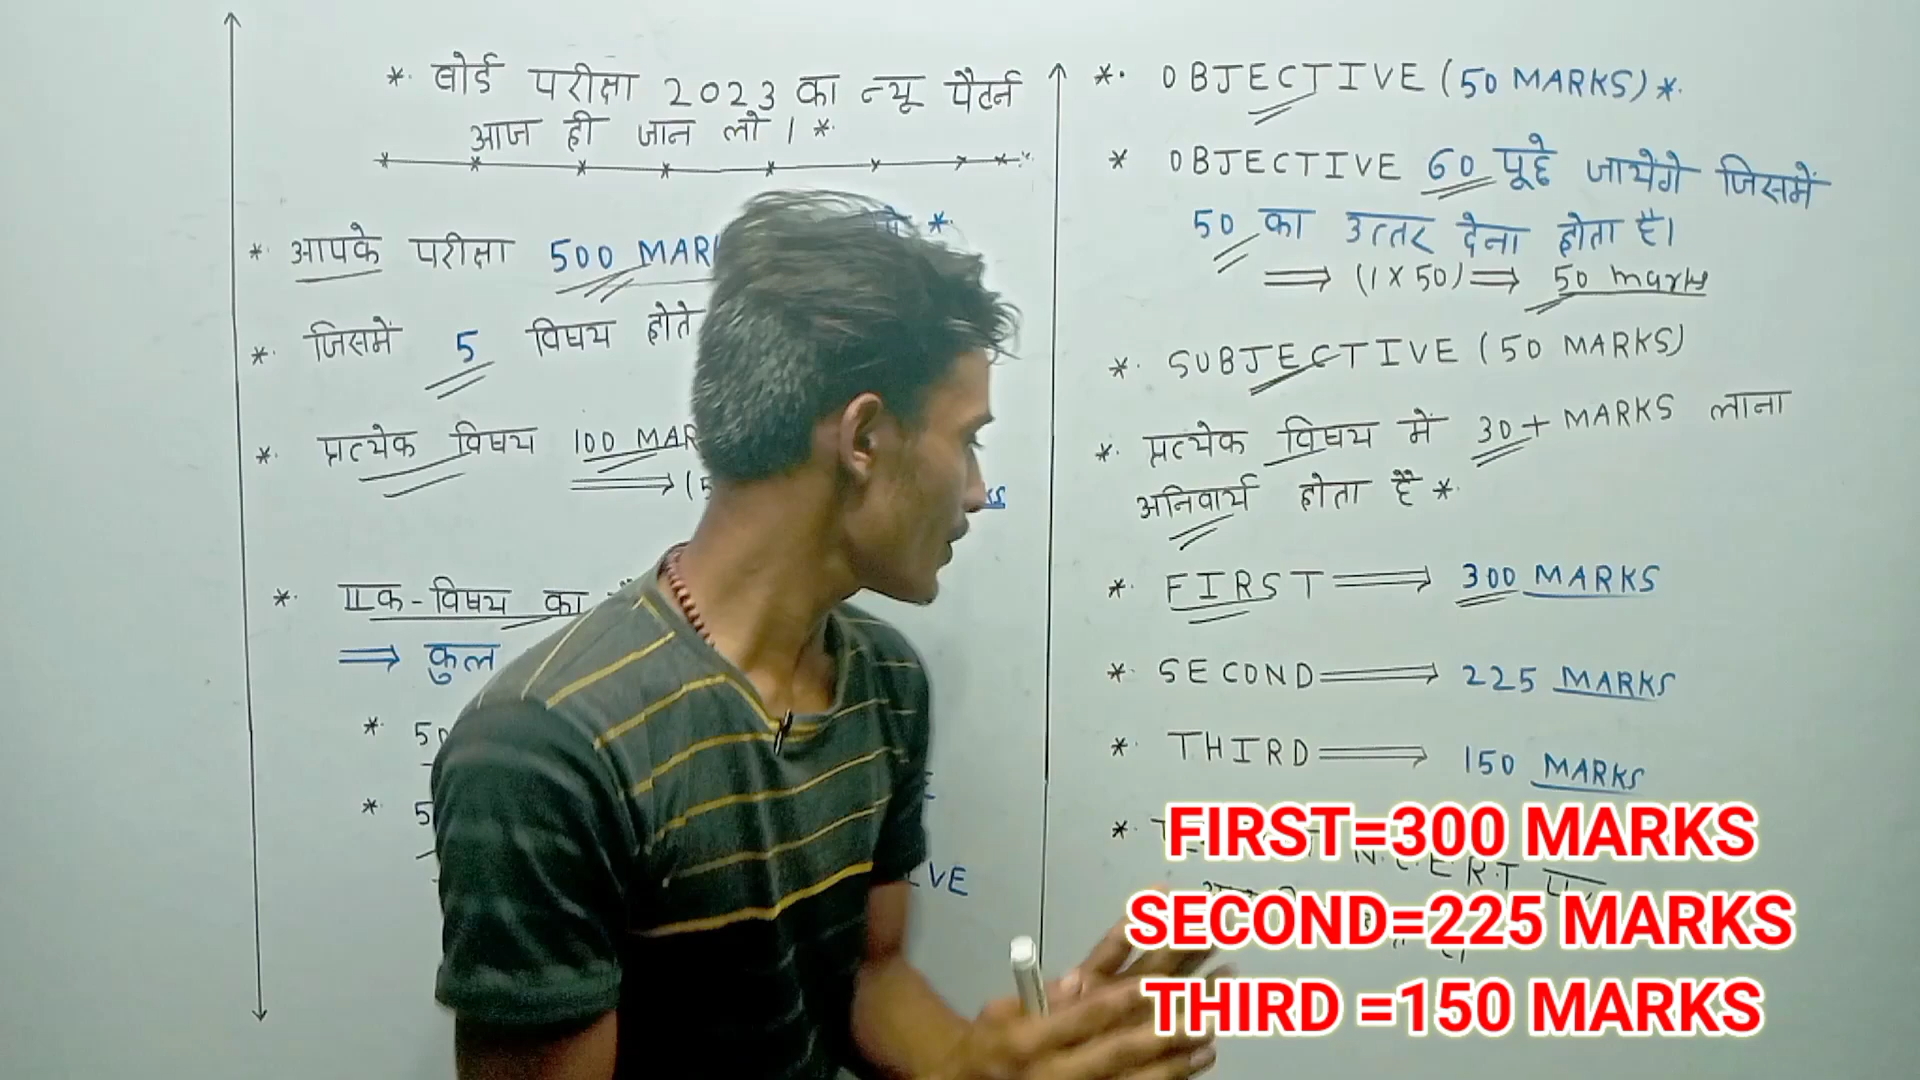 *· बोर्ड परीक्षा 2023 का न्यू पैटर्न
आज ही जान लो । *·
*· आपके परीक्षा 500 MAR *·
*· जिसमें 5 विषय होते
*· प्रत्येक विषय 100 MAR
⟹ (5
*· एक-विषय का
⟹ कुल
*
*
VE
*· OBJECTIVE (50 MARKS) *·
* OBJECTIVE 60 पूछे जायेंगे जिसमें
50 का उत्तर देना होता है।
⟹ (1 X 50) ⟹ 50 marks
*· SUBJECTIVE (50 MARKS)
*· प्रत्येक विषय में 30+ MARKS लाना
अनिवार्य होता है *·
*· FIRST ⟹ 300 MARKS
*· SECOND ⟹ 225 MARKS
*· THIRD ⟹ 150 MARKS
*· N.C.E.R.T
FIRST=300 MARKS
SECOND=225 MARKS
THIRD =150 MARKS